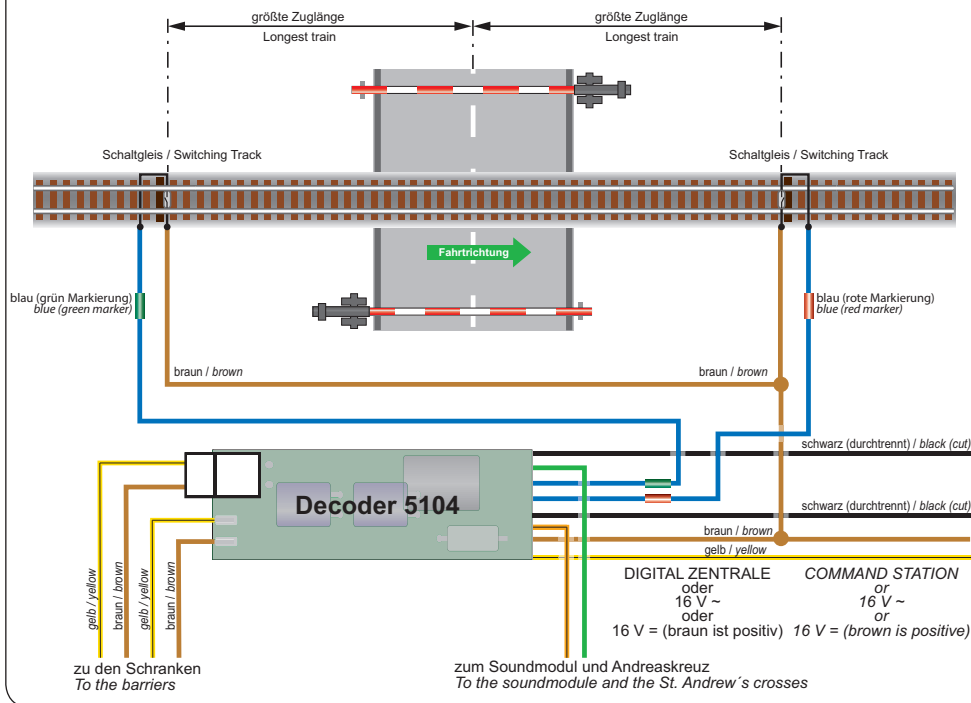 größte Zuglänge
Longest train
größte Zuglänge
Longest train
Schaltgleis / Switching Track
Schaltgleis / Switching Track
Fahrtrichtung
blau (grün Markierung)
blue (green marker)
blau (rote Markierung)
blue (red marker)
braun / brown
braun / brown
schwarz (durchtrennt) / black (cut)
Decoder 5104
schwarz (durchtrennt) / black (cut)
braun / brown
gelb / yellow
gelb / yellow
braun / brown
gelb / yellow
braun / brown
DIGITAL ZENTRALE
oder
16 V ~
oder
16 V = (braun ist positiv)
COMMAND STATION
or
16 V ~
or
16 V = (brown is positive)
zu den Schranken
To the barriers
zum Soundmodul und Andreaskreuz
To the soundmodule and the St. Andrew´s crosses